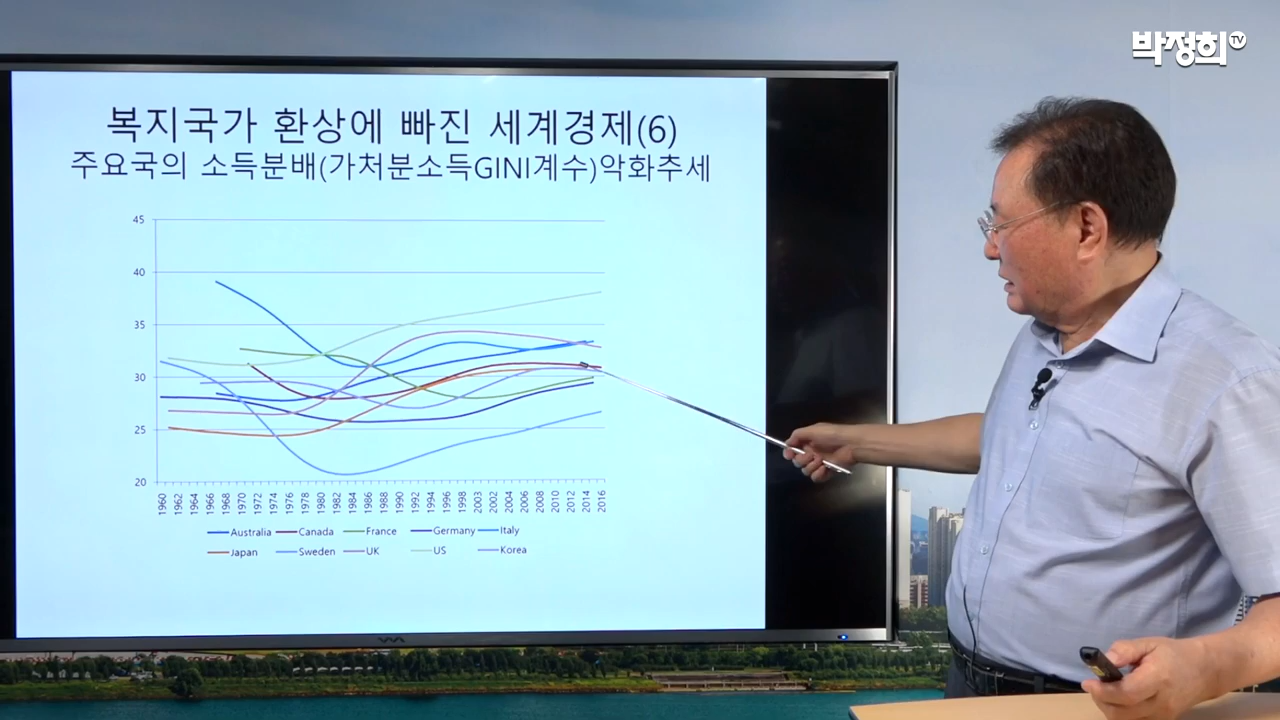 박정희TV
복지국가 환상에 빠진 세계경제(6)
주요국의 소득분배(가처분소득GINI계수)악화추세
45
40
35
30
25
20
1960 1962 1964 1966 1968 1970 1972 1974 1976 1978 1980 1982 1984 1986 1988 1990 1992 1994 1996 1998 2003 2002 2004 2006 2008 2010 2012 2014 2016
Australia Canada France Germany Italy
Japan Sweden UK US Korea